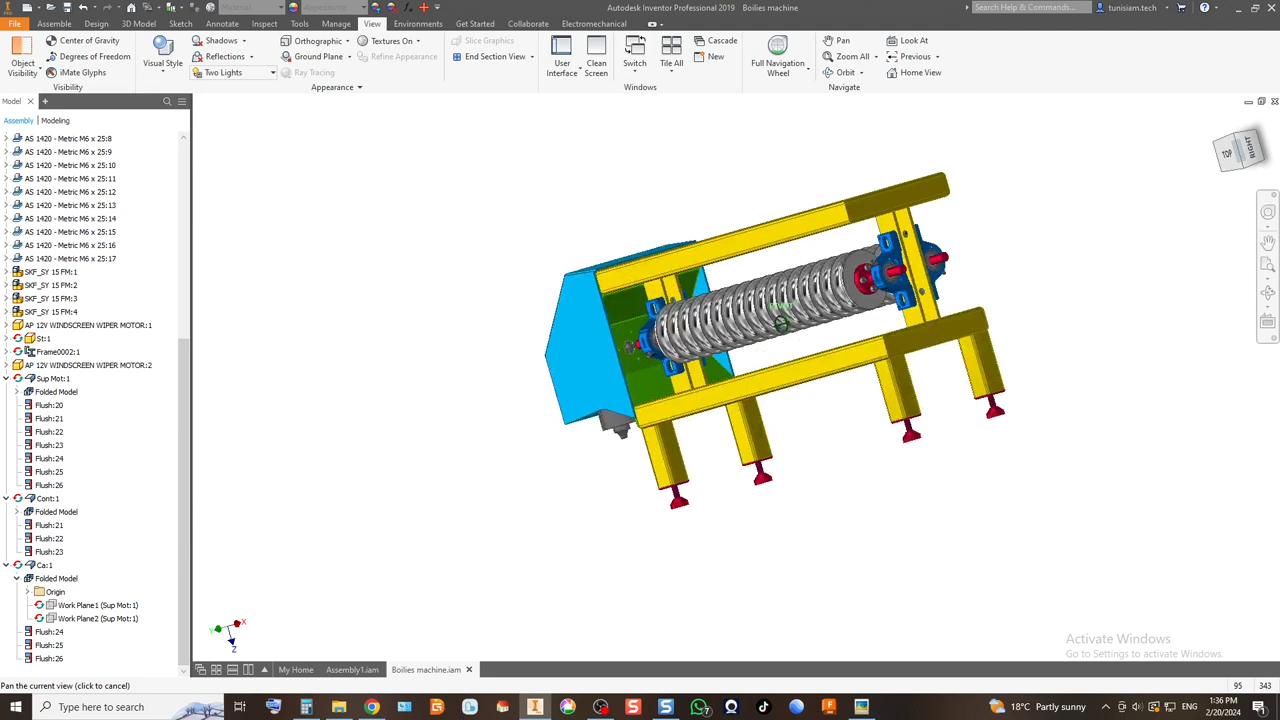 Material
Appearance
Autodesk Inventor Professional 2019 Boilies machine
Search Help & Commands...
tunisiam.tech
File Assembly Design 3D Model Sketch Annotate Inspect Tools Manage View Environments Get Started Collaborate Electromechanical
Object Visibility
Center of Gravity
Degrees of Freedom
iMate Glyphs
Visibility
Visual Style
Shadows
Reflections
Two Lights
Orthographic
Ground Plane
Ray Tracing
Textures On
Refine Appearance
Appearance
Slice Graphics
End Section View
User Interface
Clean Screen
Switch
Tile All
Cascade
New
Windows
Full Navigation Wheel
Pan
Zoom All
Orbit
Look At
Previous
Home View
Navigate
Model
Assembly Modeling
AS 1420 - Metric M6 x 25:8
AS 1420 - Metric M6 x 25:9
AS 1420 - Metric M6 x 25:10
AS 1420 - Metric M6 x 25:11
AS 1420 - Metric M6 x 25:12
AS 1420 - Metric M6 x 25:13
AS 1420 - Metric M6 x 25:14
AS 1420 - Metric M6 x 25:15
AS 1420 - Metric M6 x 25:16
AS 1420 - Metric M6 x 25:17
SKF_SY 15 FM:1
SKF_SY 15 FM:2
SKF_SY 15 FM:3
SKF_SY 15 FM:4
AP 12V WINDSCREEN WIPER MOTOR:1
St:1
Frame0002:1
AP 12V WINDSCREEN WIPER MOTOR:2
Sup Mot:1
Folded Model
Flush:20
Flush:21
Flush:22
Flush:23
Flush:24
Flush:25
Flush:26
Cont:1
Folded Model
Flush:21
Flush:22
Flush:23
Ca:1
Folded Model
Origin
Work Plane1 (Sup Mot:1)
Work Plane2 (Sup Mot:1)
Flush:24
Flush:25
Flush:26
TOP
RIGHT
PIVOT
X
Y
Z
Activate Windows
Go to Settings to activate Windows.
My Home Assembly1.iam Boilies machine.iam
Pan the current view (click to cancel)
95 343
Type here to search
18°C Partly sunny
1:36 PM
2/20/2024